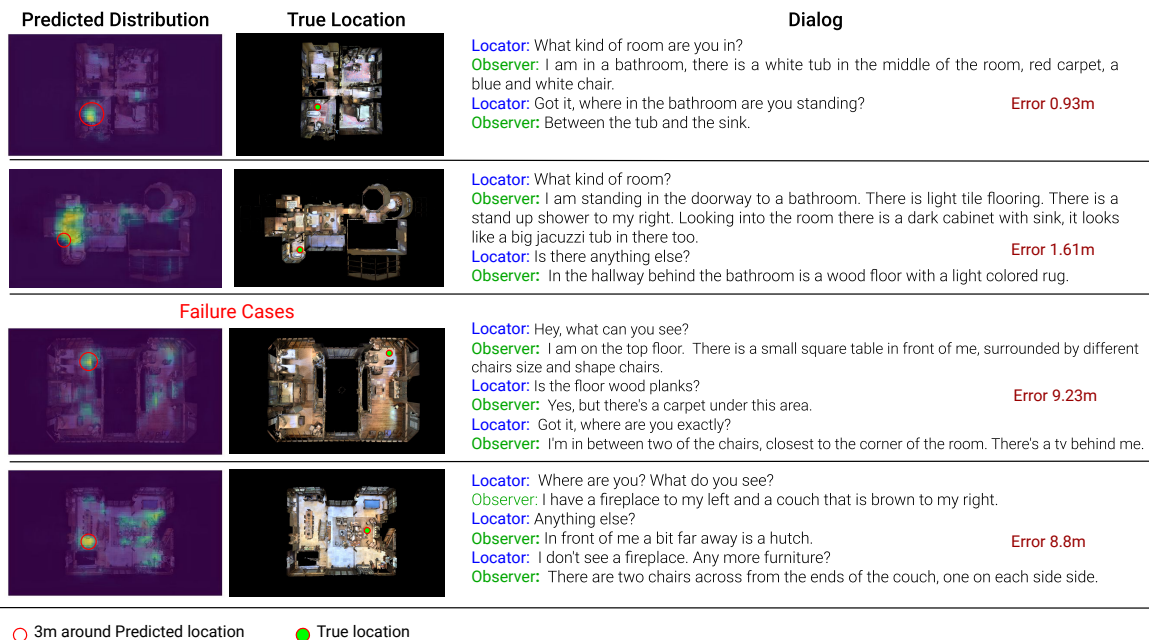 Predicted Distribution
True Location
Dialog
Locator: What kind of room are you in?
Observer: I am in a bathroom, there is a white tub in the middle of the room, red carpet, a
blue and white chair.
Locator: Got it, where in the bathroom are you standing?
Error 0.93m
Observer: Between the tub and the sink.
Locator: What kind of room?
Observer: I am standing in the doorway to a bathroom. There is light tile flooring. There is a
stand up shower to my right. Looking into the room there is a dark cabinet with sink, it looks
like a big jacuzzi tub in there too.
Error 1.61m
Locator: Is there anything else?
Observer: In the hallway behind the bathroom is a wood floor with a light colored rug.
Failure Cases
Locator: Hey, what can you see?
Observer: I am on the top floor. There is a small square table in front of me, surrounded by different
chairs size and shape chairs.
Locator: Is the floor wood planks?
Error 9.23m
Observer: Yes, but there's a carpet under this area.
Locator: Got it, where are you exactly?
Observer: I'm in between two of the chairs, closest to the corner of the room. There's a tv behind me.
Locator: Where are you? What do you see?
Observer: I have a fireplace to my left and a couch that is brown to my right.
Locator: Anything else?
Observer: In front of me a bit far away is a hutch.
Error 8.8m
Locator: I don't see a fireplace. Any more furniture?
Observer: There are two chairs across from the ends of the couch, one on each side side.
3m around Predicted location
True location